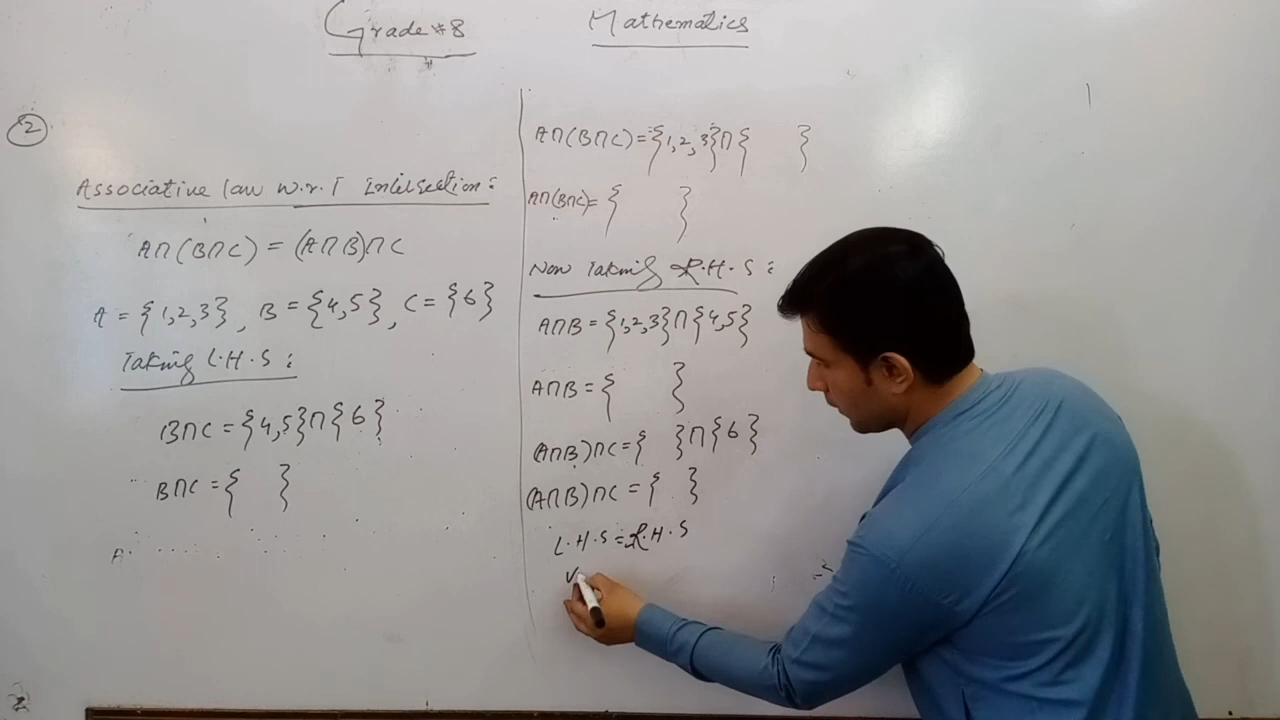 Grade #8
Mathematics
2
Associative law w.r.t Intersection:
A∩(B∩C) = (A∩B)∩C
A = {1,2,3}, B = {4,5}, C = {6}
Taking L.H.S:
B∩C = {4,5}∩{6}
B∩C = { }
A
A∩(B∩C) = {1,2,3}∩{ }
A∩(B∩C) = { }
Now Taking R.H.S:
A∩B = {1,2,3}∩{4,5}
A∩B = { }
(A∩B)∩C = { }∩{6}
(A∩B)∩C = { }
L.H.S = R.H.S